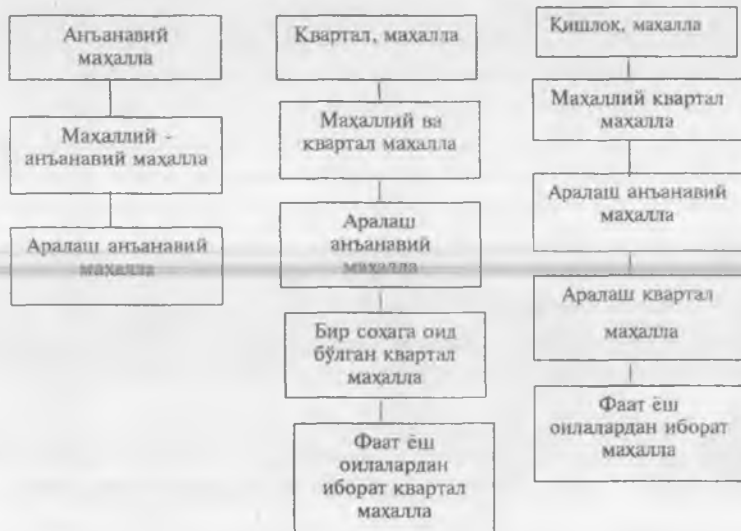 Анъанавий
маҳалла
Маҳаллий -
анъанавий маҳалла
Аралаш анъанавий
маҳалла
Квартал, маҳалла
Маҳаллий ва
квартал маҳалла
Аралаш
анъанавий
маҳалла
Бир соҳага оид
бўлган квартал
маҳалла
Фаат ёш
оилалардан
иборат квартал
маҳалла
Қишлоқ, маҳалла
Маҳаллий квартал
маҳалла
Аралаш анъанавий
маҳалла
Аралаш квартал
маҳалла
Фаат ёш
оилалардан иборат
маҳалла